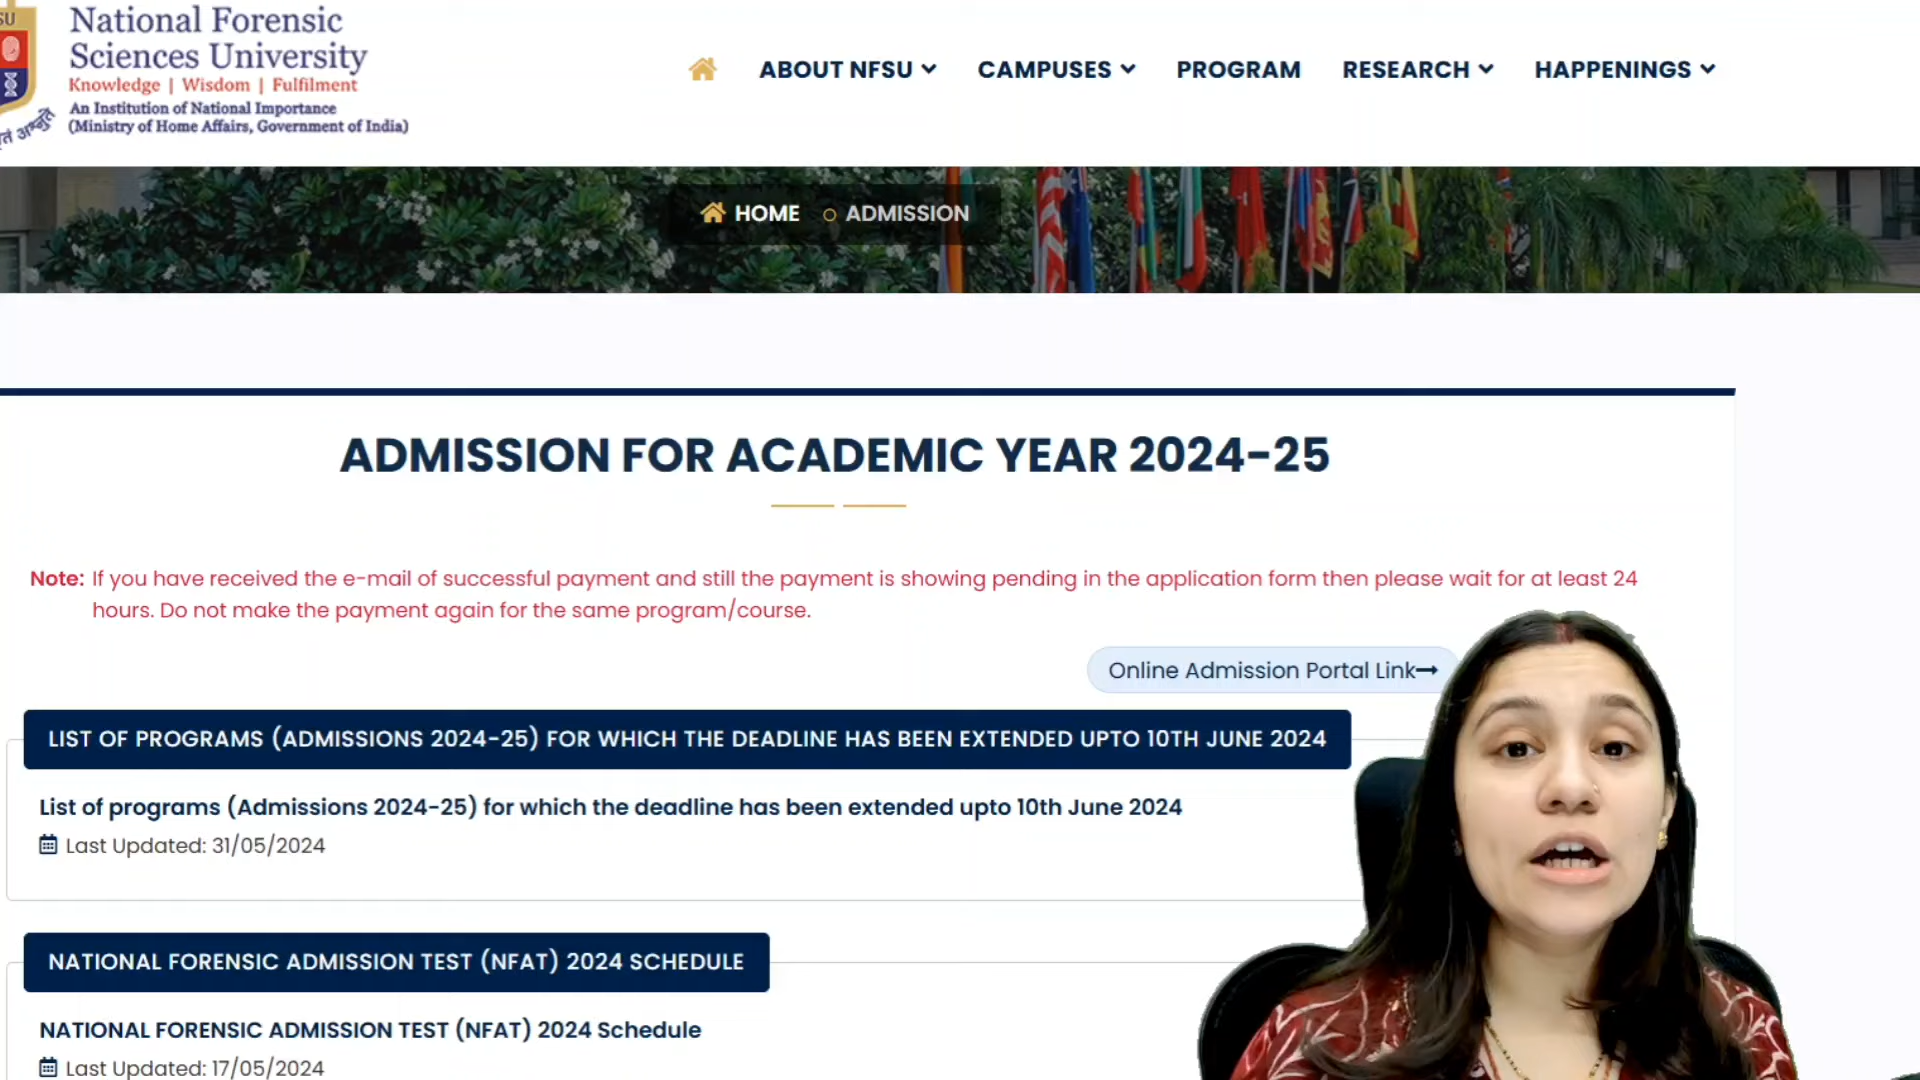 National Forensic
Sciences University
Knowledge | Wisdom | Fulfilment
An Institution of National Importance
(Ministry of Home Affairs, Government of India)
ABOUT NFSU
CAMPUSES
PROGRAM
RESEARCH
HAPPENINGS
HOME
ADMISSION
ADMISSION FOR ACADEMIC YEAR 2024-25
Note: If you have received the e-mail of successful payment and still the payment is showing pending in the application form then please wait for at least 24
hours. Do not make the payment again for the same program/course.
Online Admission Portal Link
LIST OF PROGRAMS (ADMISSIONS 2024-25) FOR WHICH THE DEADLINE HAS BEEN EXTENDED UPTO 10TH JUNE 2024
List of programs (Admissions 2024-25) for which the deadline has been extended upto 10th June 2024
Last Updated: 31/05/2024
NATIONAL FORENSIC ADMISSION TEST (NFAT) 2024 SCHEDULE
NATIONAL FORENSIC ADMISSION TEST (NFAT) 2024 Schedule
Last Updated: 17/05/2024